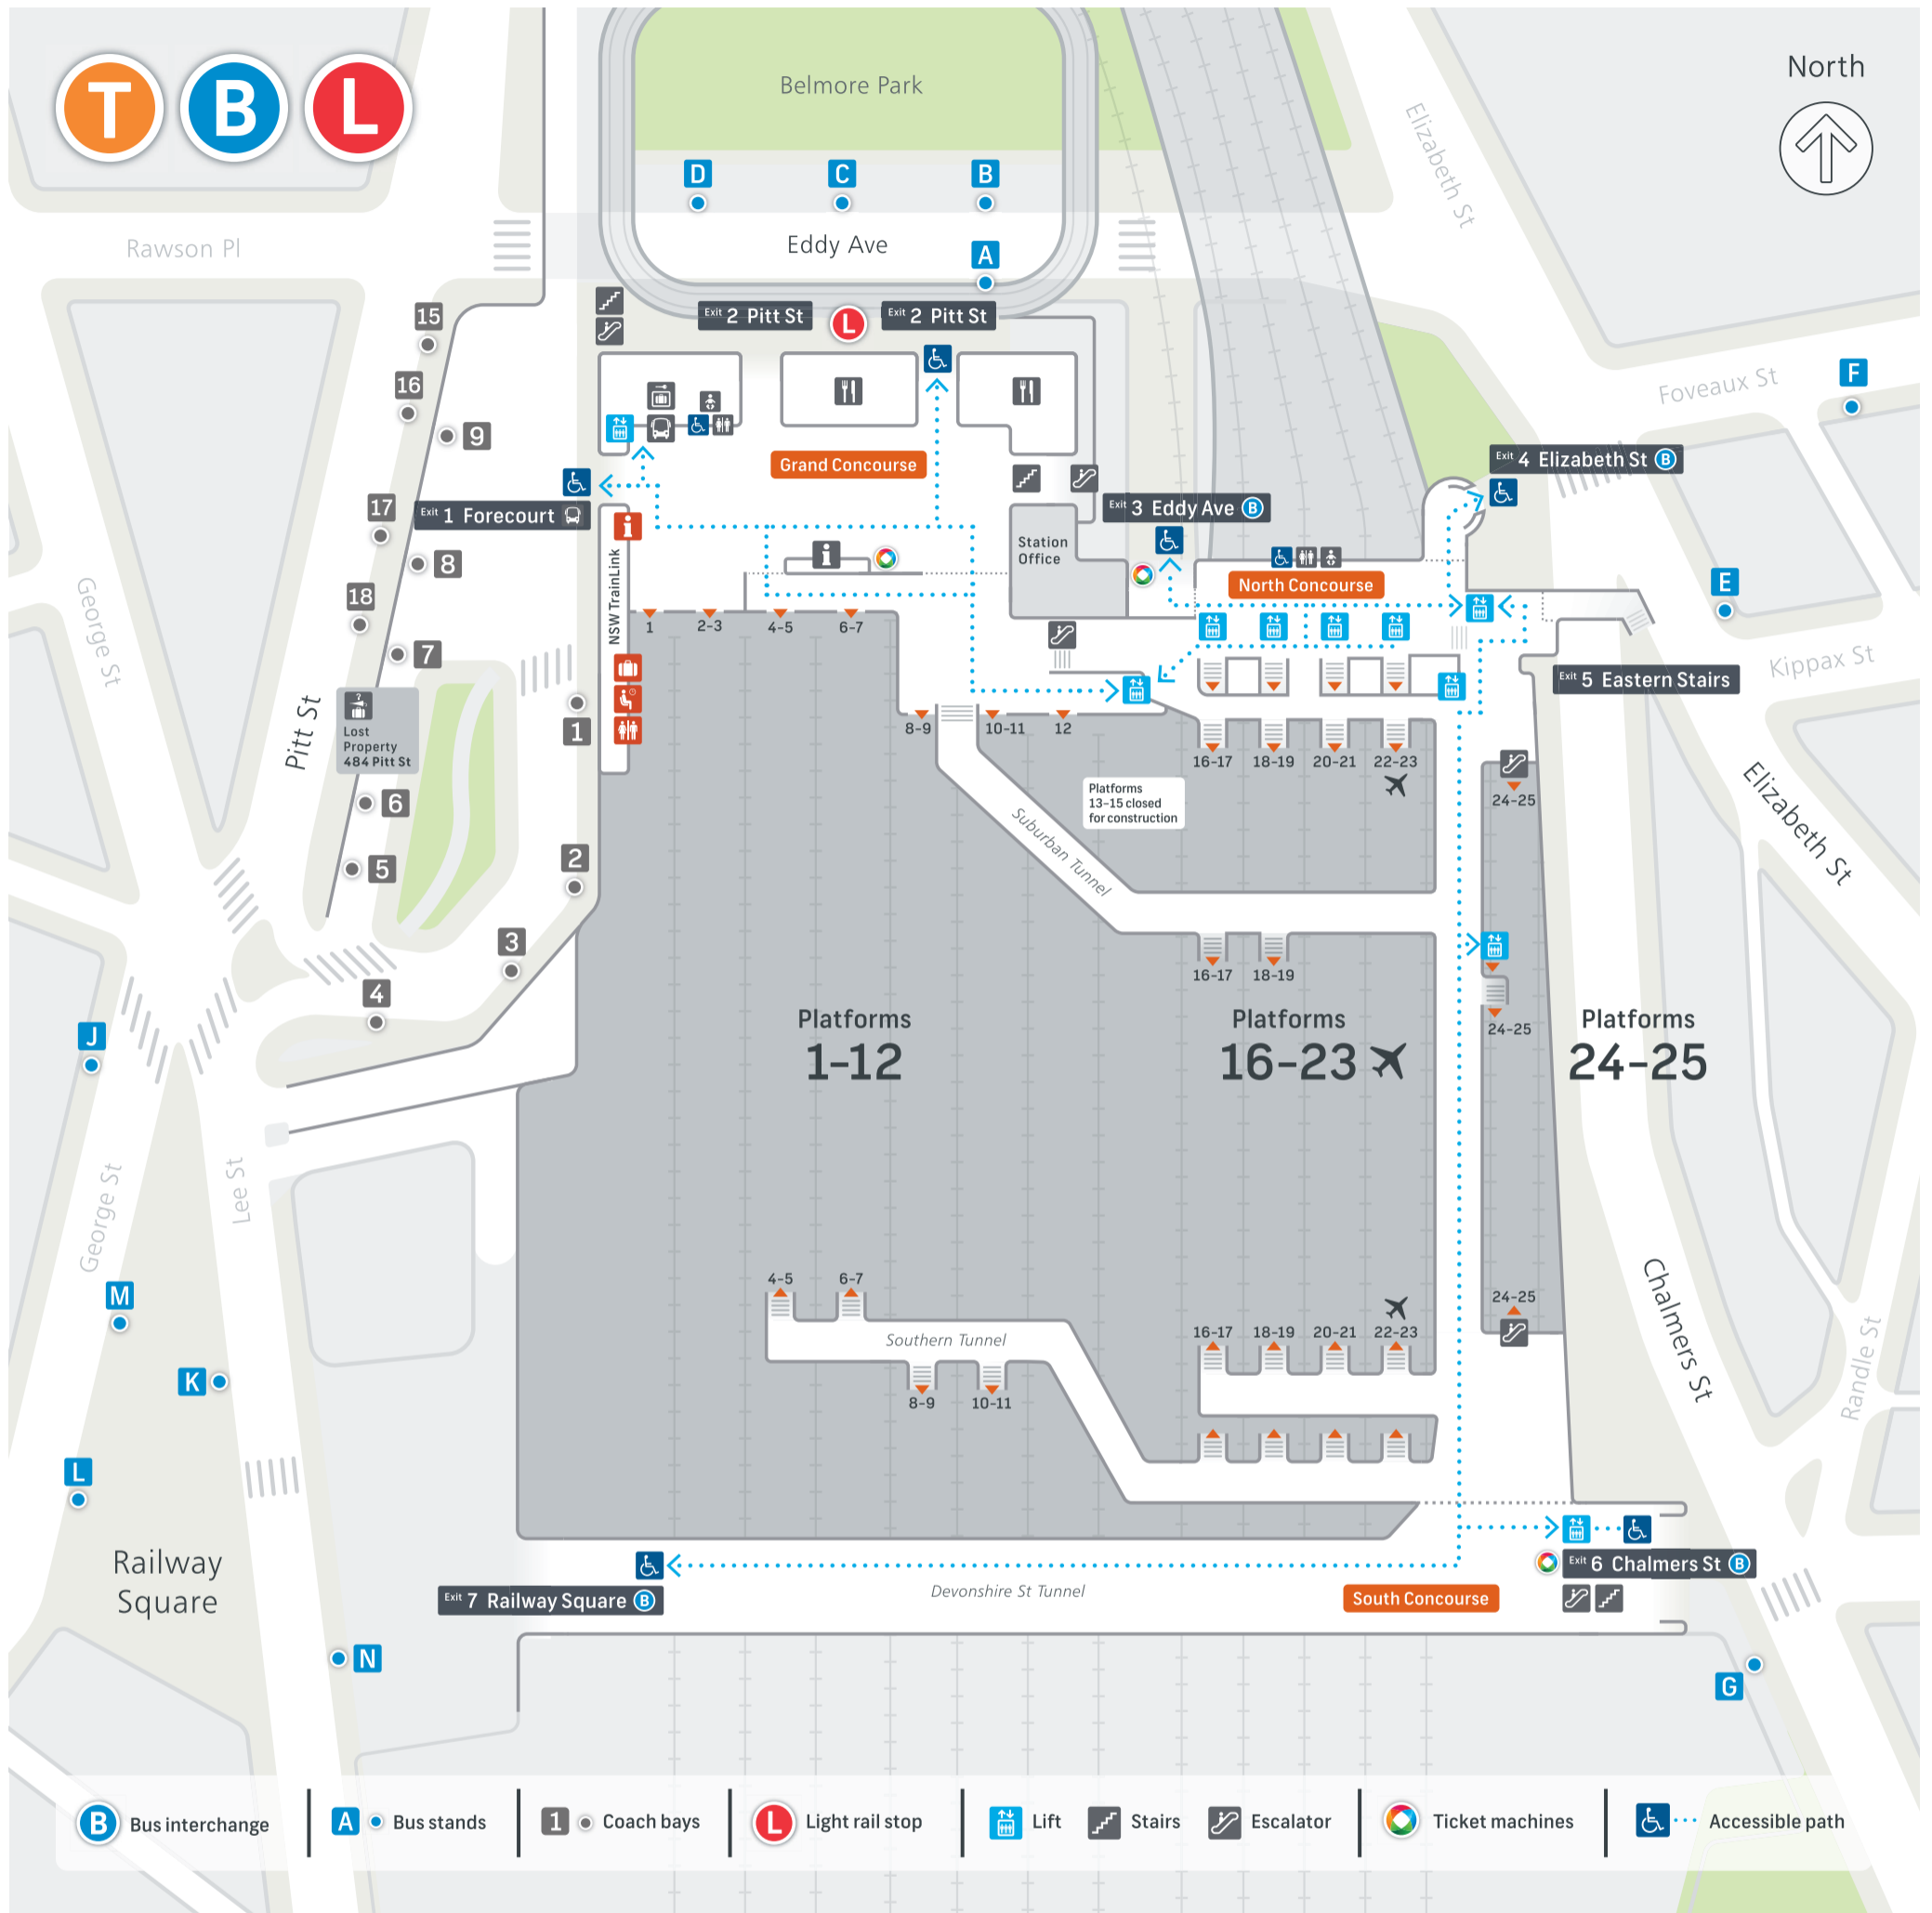 T B L
North
Belmore Park
D
C
B
Eddy Ave
A
Elizabeth St
Rawson Pl
15
Exit 2 Pitt St
L
Exit 2 Pitt St
16
9
Foveaux St
F
Grand Concourse
Exit 4 Elizabeth St B
17
Exit 1 Forecourt
Exit 3 Eddy Ave B
8
Station
Office
i
i
NSW TrainLink
North Concourse
George St
18
E
1
2-3
4-5
6-7
7
Kippax St
Exit 5 Eastern Stairs
Pitt St
?
Lost
Property
484 Pitt St
1
8-9
10-11
12
16-17
18-19
20-21
22-23
Platforms
13-15 closed
for construction
24-25
6
Suburban Tunnel
Elizabeth St
5
2
3
16-17
18-19
4
J
Platforms
1-12
Platforms
16-23
24-25
Platforms
24-25
George St
Lee St
M
4-5
6-7
24-25
Chalmers St
Southern Tunnel
16-17
18-19
20-21
22-23
K
8-9
10-11
Randle St
L
Railway
Square
Exit 6 Chalmers St B
Exit 7 Railway Square B
Devonshire St Tunnel
South Concourse
N
G
B Bus interchange
A Bus stands
1 Coach bays
L Light rail stop
Lift
Stairs
Escalator
Ticket machines
Accessible path